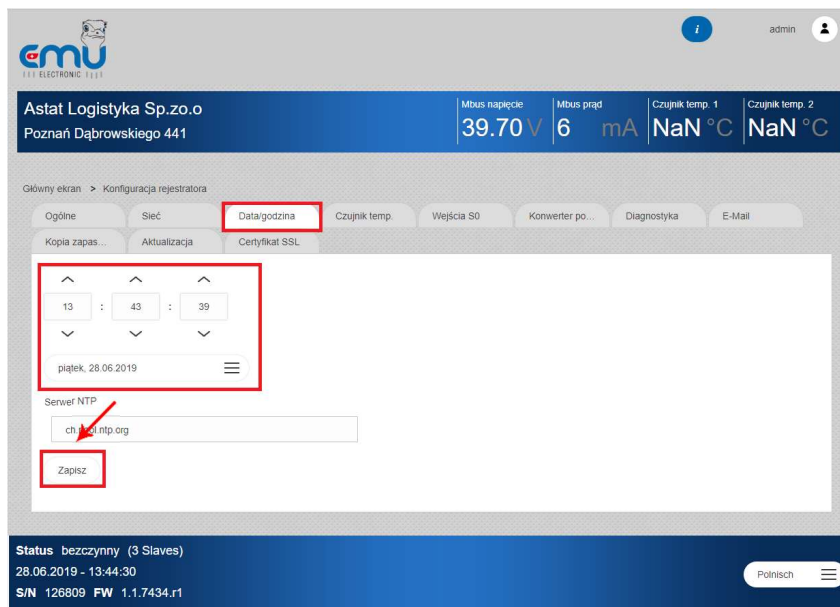 emu
ELECTRONIC
i
admin
Astat Logistyka Sp.zo.o
Poznań Dąbrowskiego 441
Mbus napięcie
39.70 V
Mbus prąd
6 mA
Czujnik temp. 1
NaN °C
Czujnik temp. 2
NaN °C
Główny ekran > Konfiguracja rejestratora
Ogólne Sieć Data/godzina Czujnik temp. Wejścia S0 Konwerter po... Diagnostyka E-Mail
Kopia zapas... Aktualizacja Certyfikat SSL
13 : 43 : 39
piątek, 28.06.2019
Serwer NTP
ch.pool.ntp.org
Zapisz
Status bezczynny (3 Slaves)
28.06.2019 - 13:44:30
S/N 126809 FW 1.1.7434.r1
Polnisch